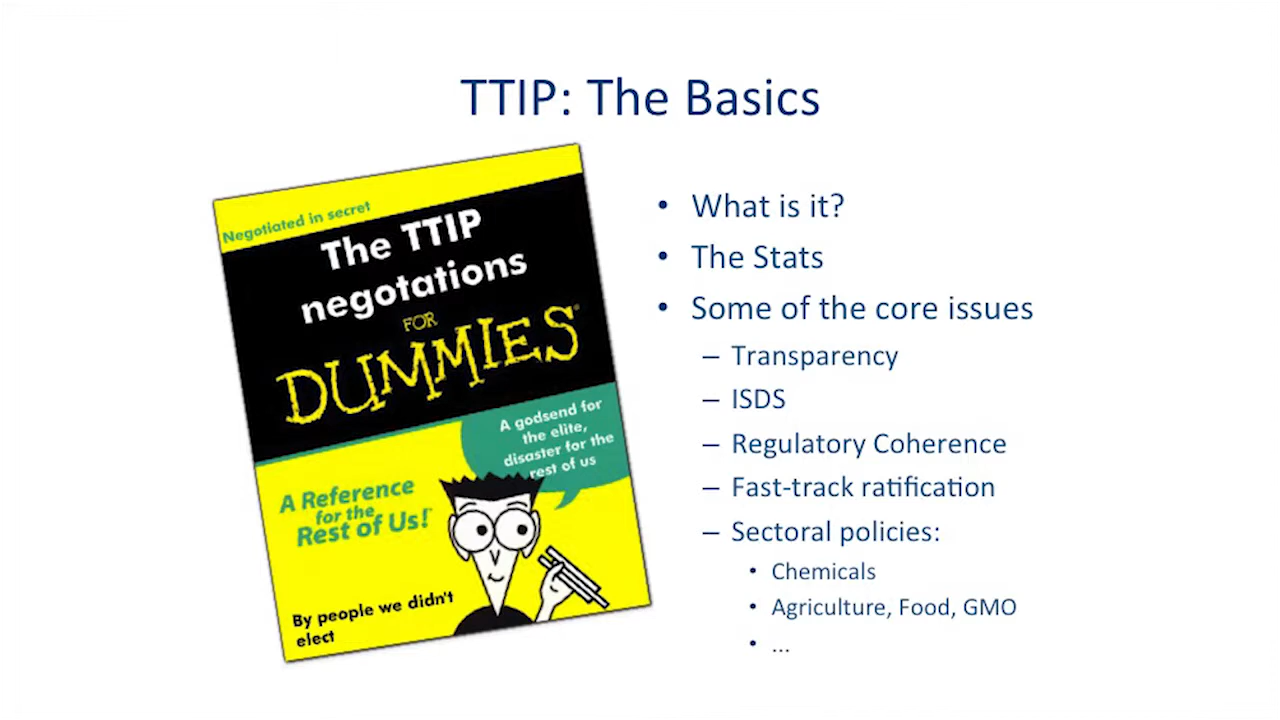 TTIP: The Basics
Negotiated in secret
The TTIP
negotations
FOR
DUMMIES®
A godsend for
the elite,
disaster for the
rest of us
A Reference
for the
Rest of Us!
By people we didn't
elect
• What is it?
• The Stats
• Some of the core issues
– Transparency
– ISDS
– Regulatory Coherence
– Fast-track ratification
– Sectoral policies:
• Chemicals
• Agriculture, Food, GMO
• ...